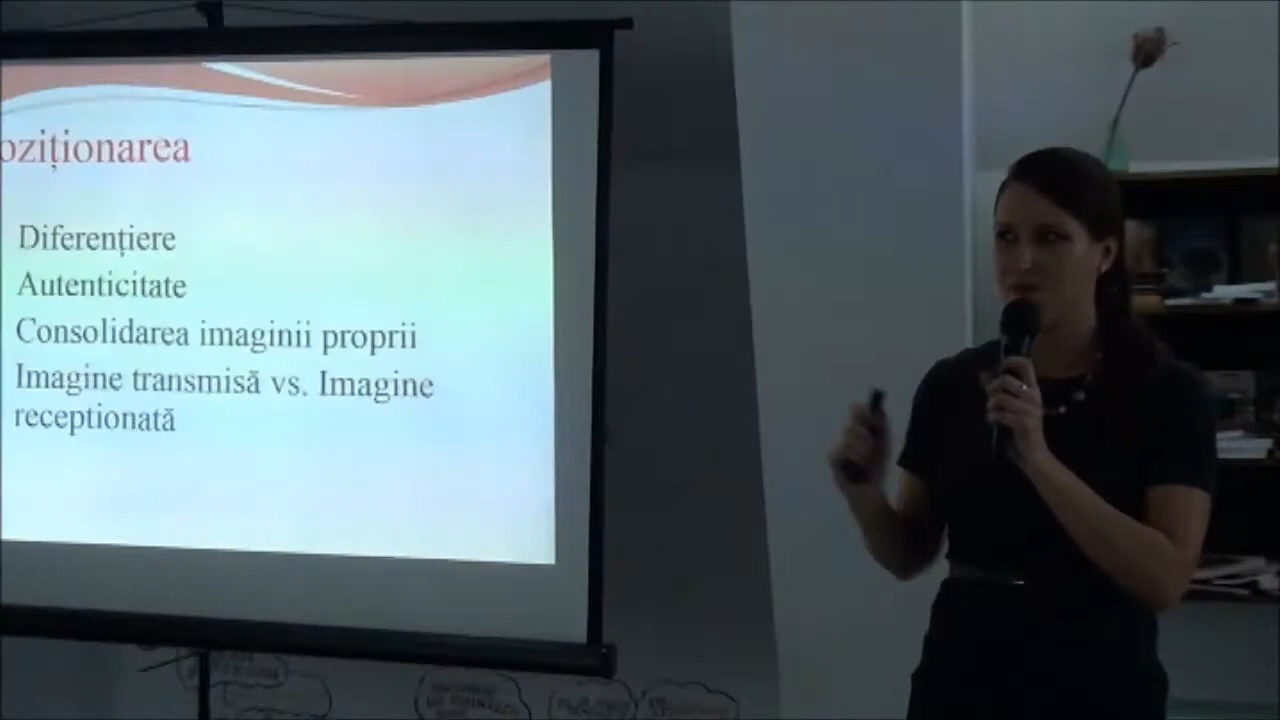 oziționarea
Diferențiere
Autenticitate
Consolidarea imaginii proprii
Imagine transmisă vs. Imagine
receptionată